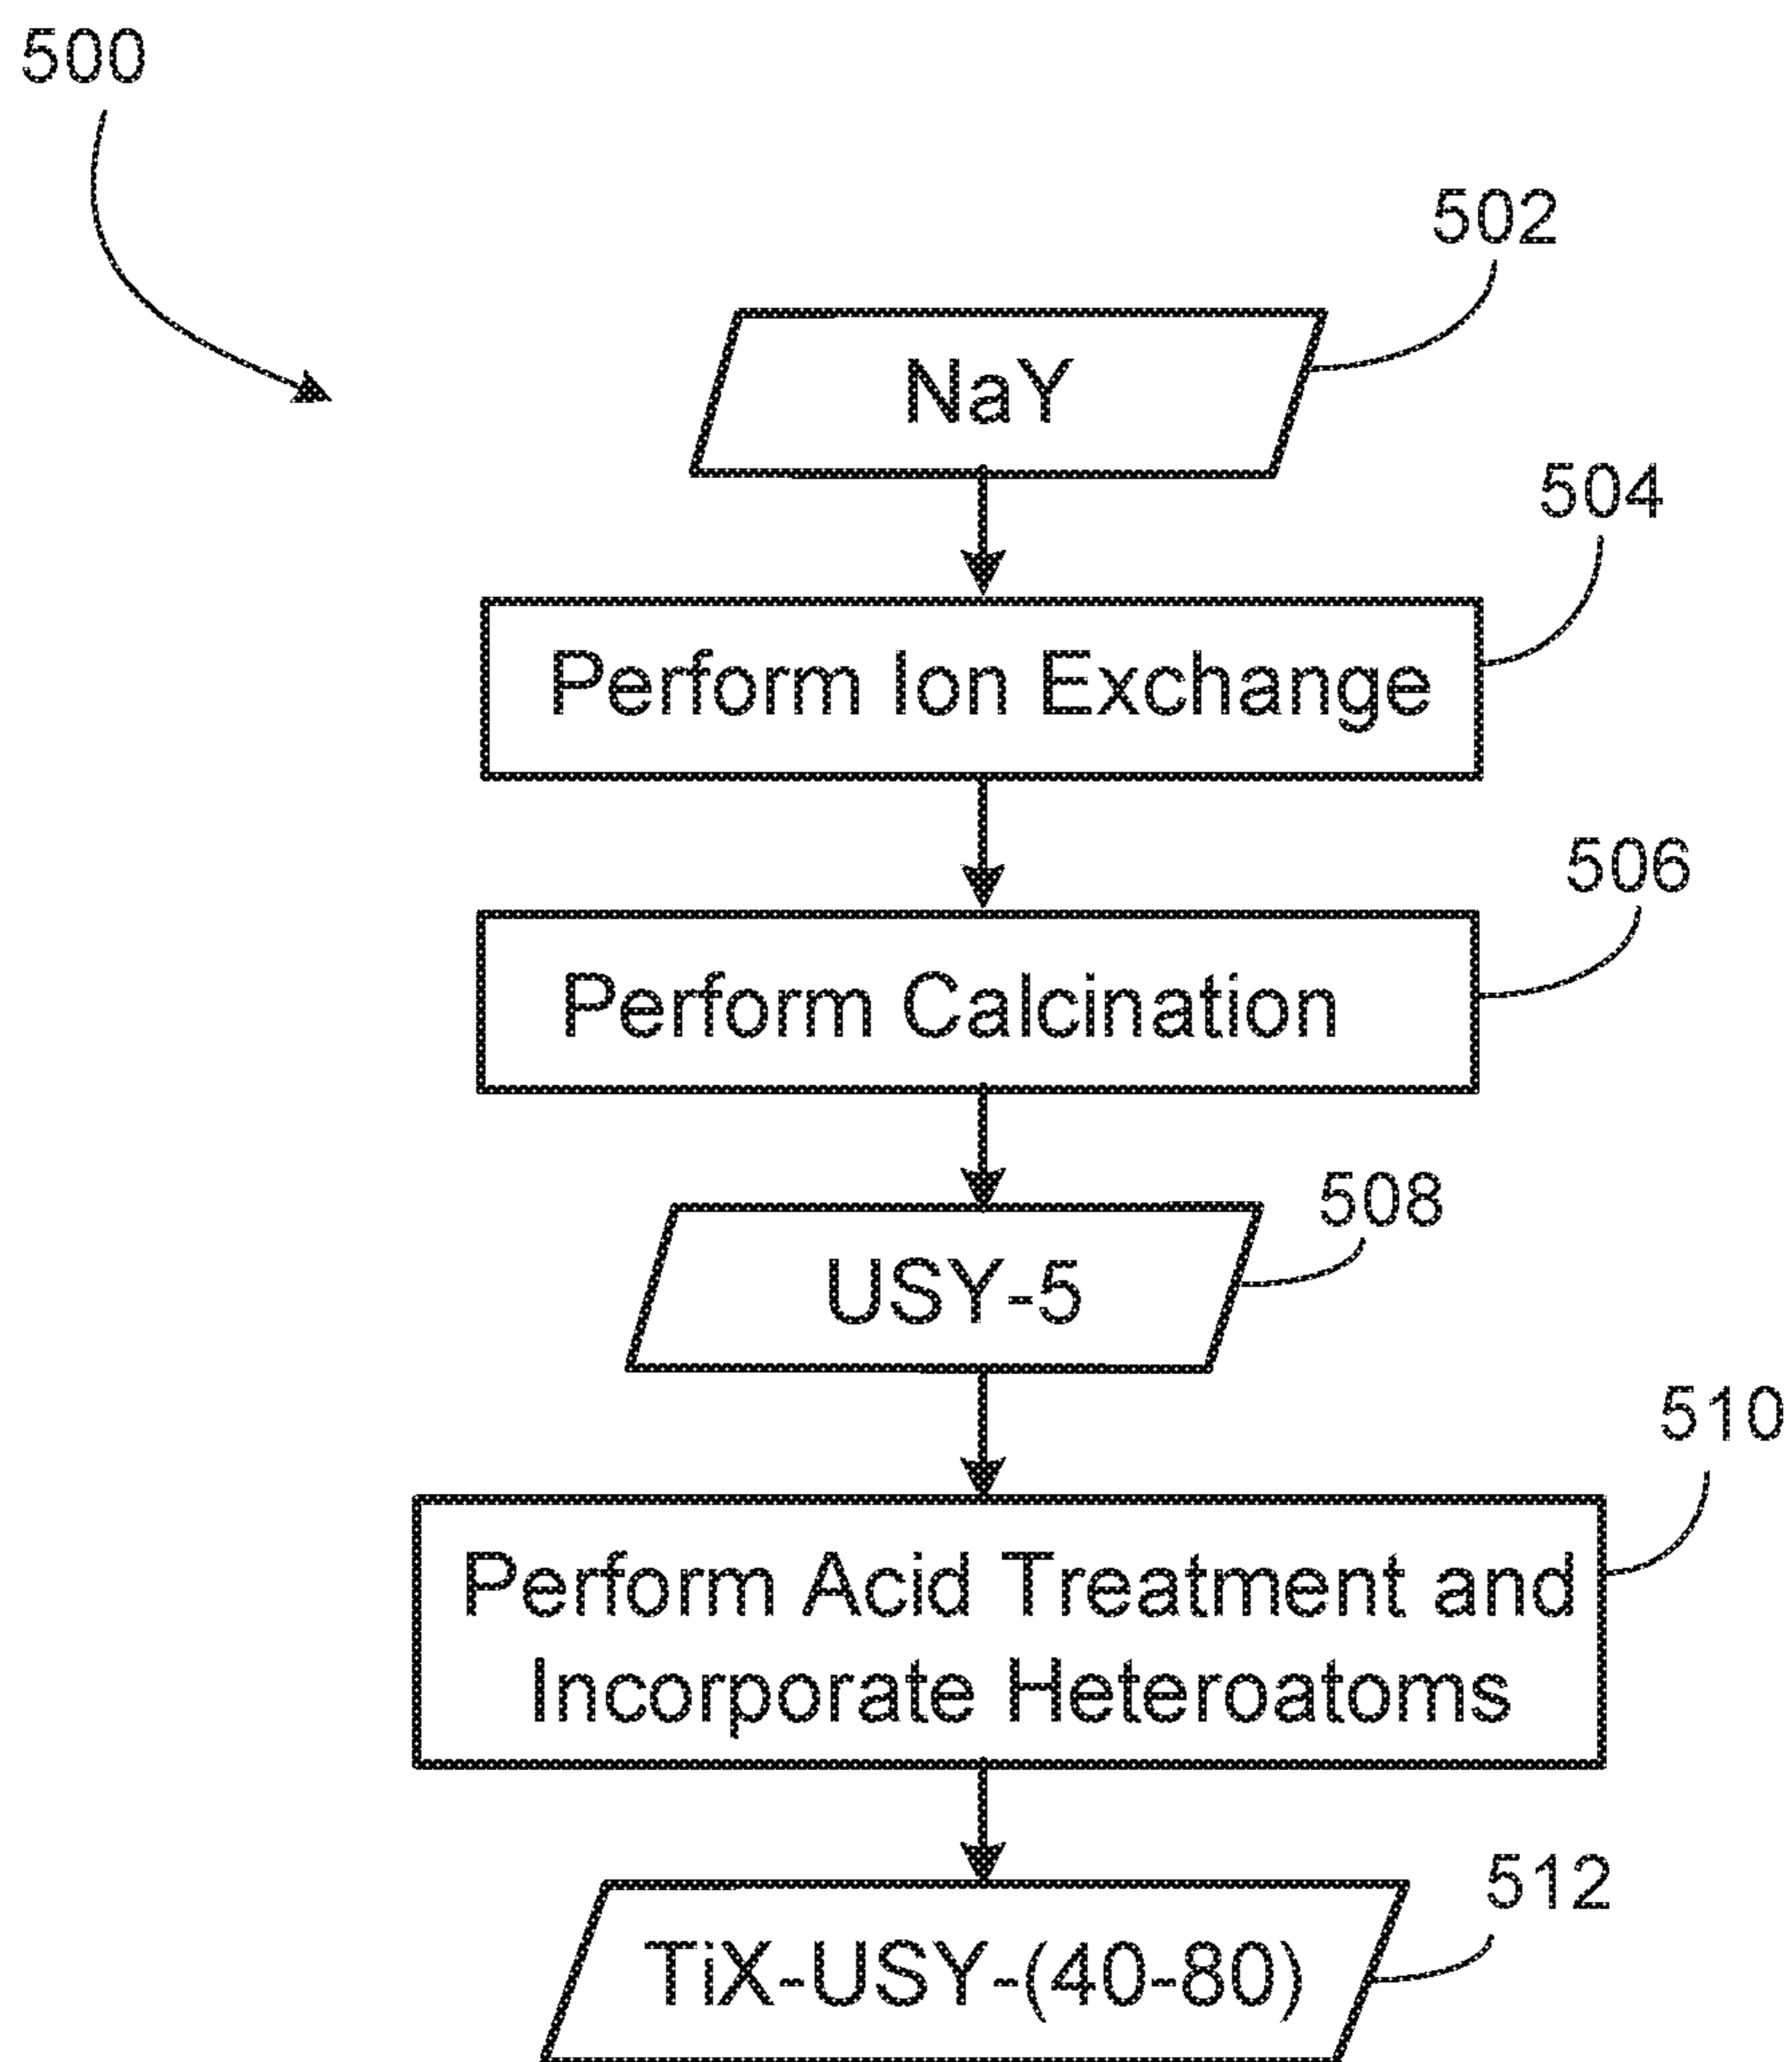 500
502
NaY
504
Perform Ion Exchange
506
Perform Calcination
508
USY-5
510
Perform Acid Treatment and
Incorporate Heteroatoms
512
TiX-USY-(40-80)